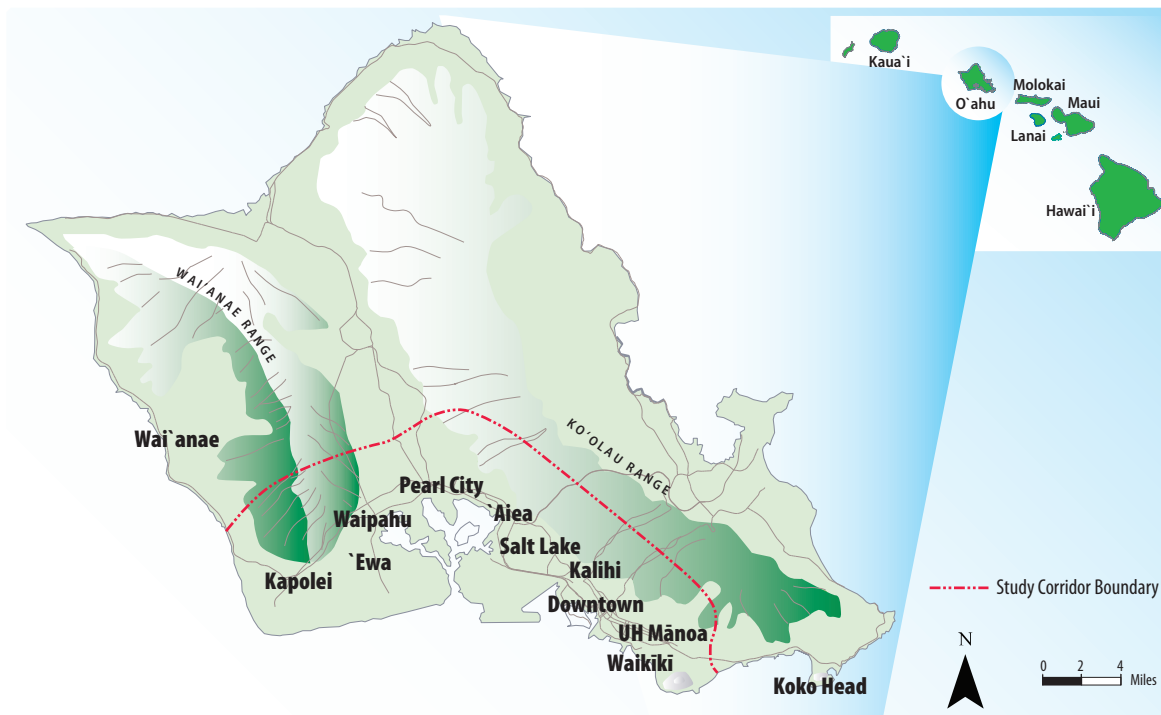 Kaua`i
O`ahu
Molokai
Maui
Lanai
Hawai`i
WAI‘ANAE RANGE
KO‘OLAU RANGE
Wai`anae
Pearl City
`Aiea
Waipahu
Salt Lake
`Ewa
Kalihi
Kapolei
Downtown
UH Mānoa
Waikīkī
Koko Head
Study Corridor Boundary
N
0 2 4
Miles